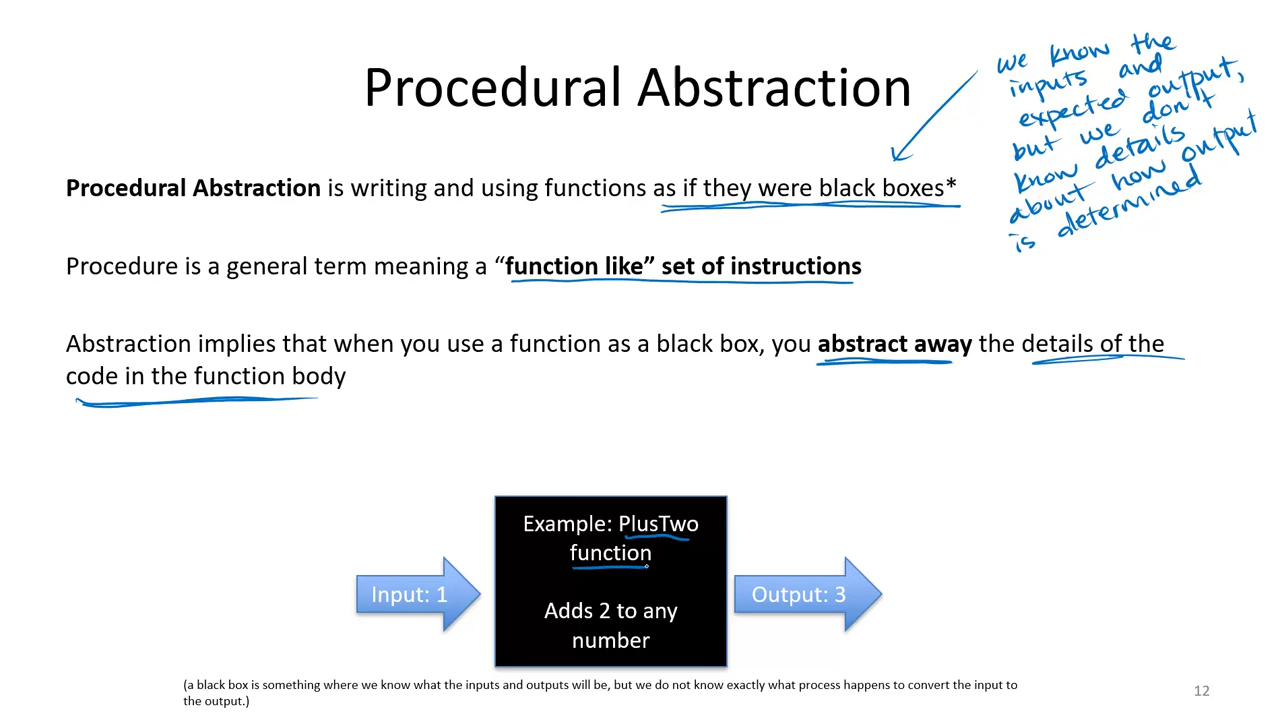 Procedural Abstraction
we know the
inputs and
expected output,
but we don't
know details
about how output
is determined
Procedural Abstraction is writing and using functions as if they were black boxes*
Procedure is a general term meaning a “function like” set of instructions
Abstraction implies that when you use a function as a black box, you abstract away the details of the
code in the function body
Example: PlusTwo
function
Input: 1
Output: 3
Adds 2 to any
number
(a black box is something where we know what the inputs and outputs will be, but we do not know exactly what process happens to convert the input to
the output.)
12